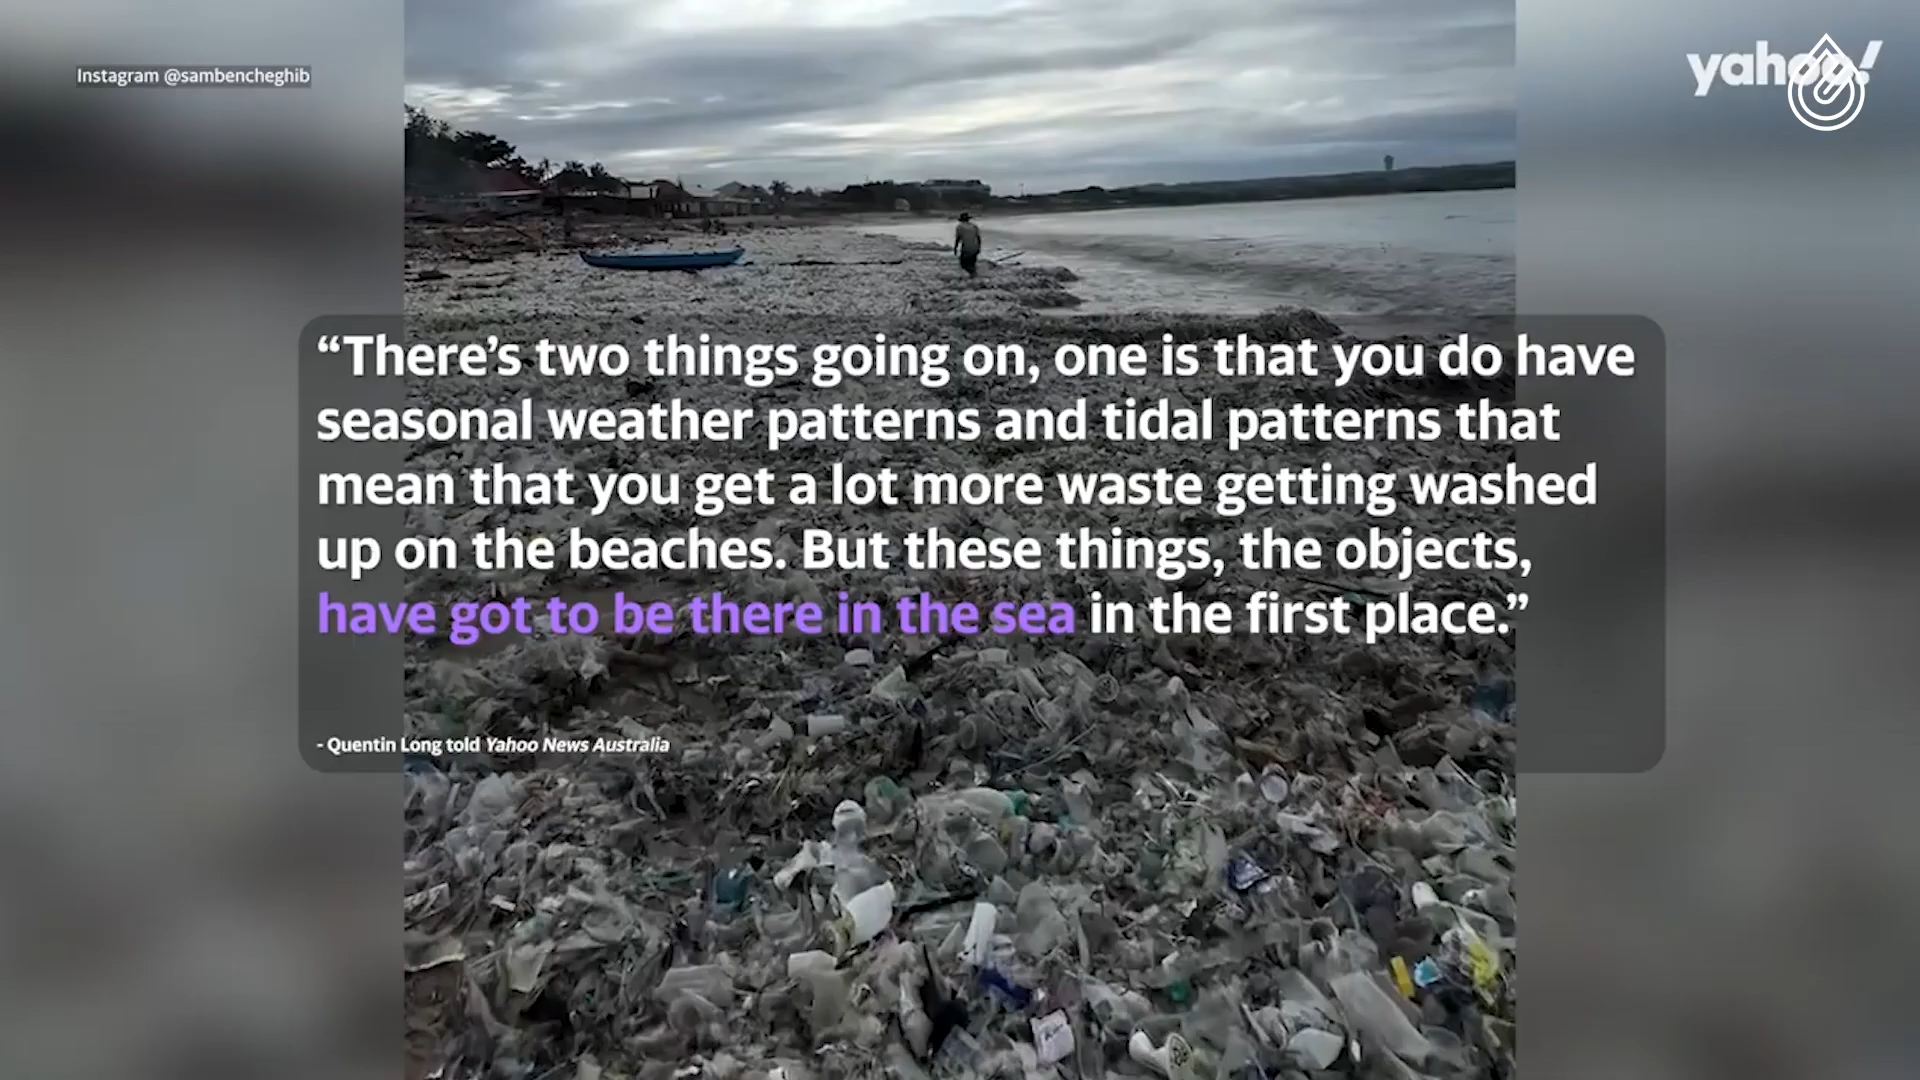 Instagram @sambencheghib
yahoo!
“There’s two things going on, one is that you do have
seasonal weather patterns and tidal patterns that
mean that you get a lot more waste getting washed
up on the beaches. But these things, the objects,
have got to be there in the sea in the first place.”
- Quentin Long told Yahoo News Australia